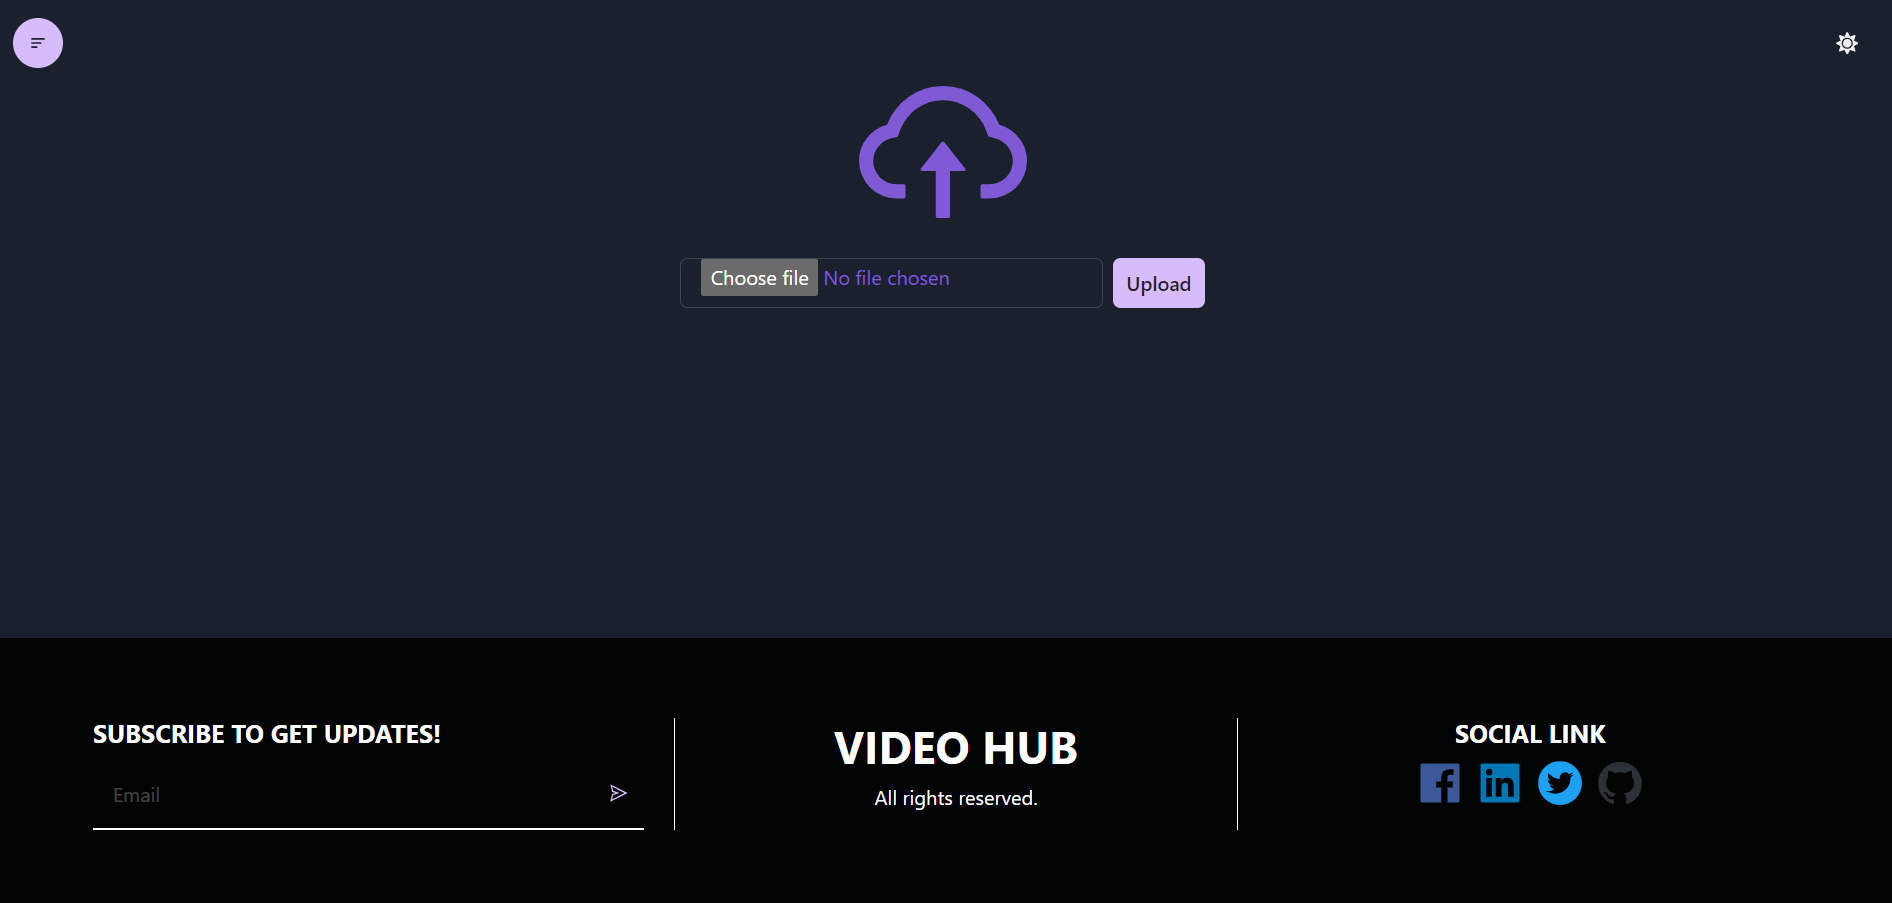 Choose file No file chosen Upload
SUBSCRIBE TO GET UPDATES!
Email
VIDEO HUB
All rights reserved.
SOCIAL LINK